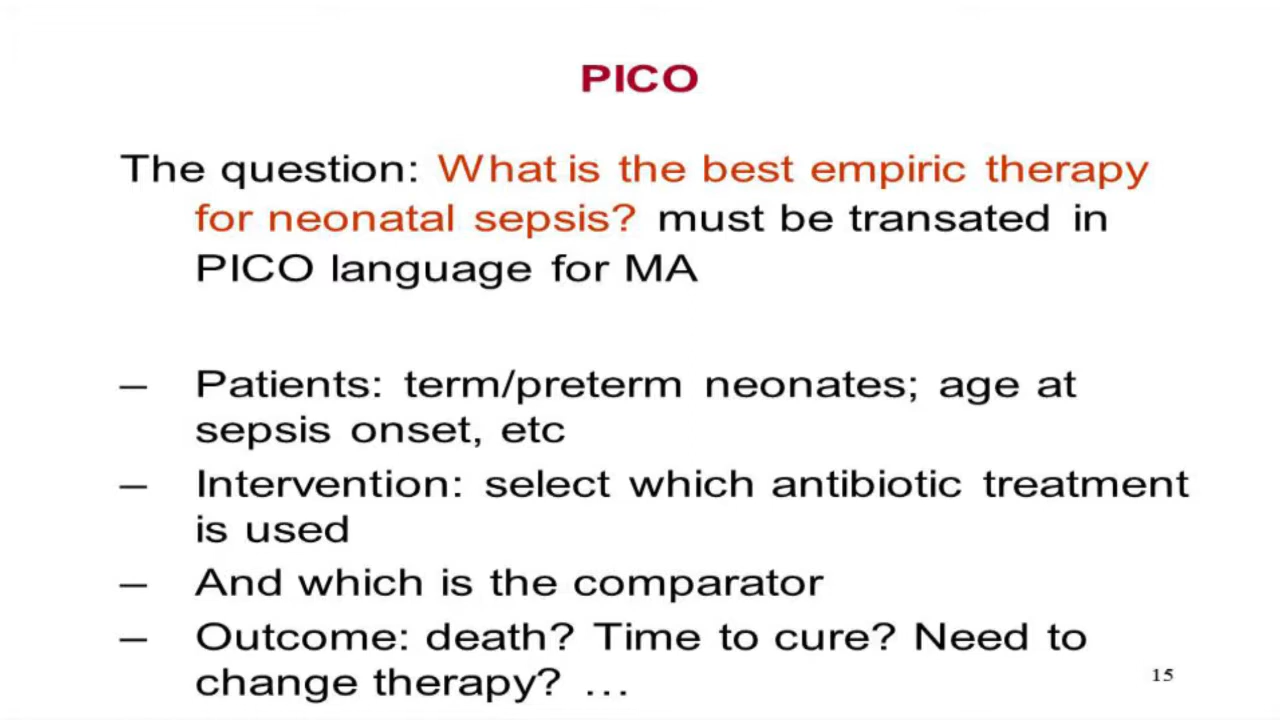 PICO
The question: What is the best empiric therapy
for neonatal sepsis? must be transated in
PICO language for MA
– Patients: term/preterm neonates; age at
sepsis onset, etc
– Intervention: select which antibiotic treatment
is used
– And which is the comparator
– Outcome: death? Time to cure? Need to
change therapy? …
15